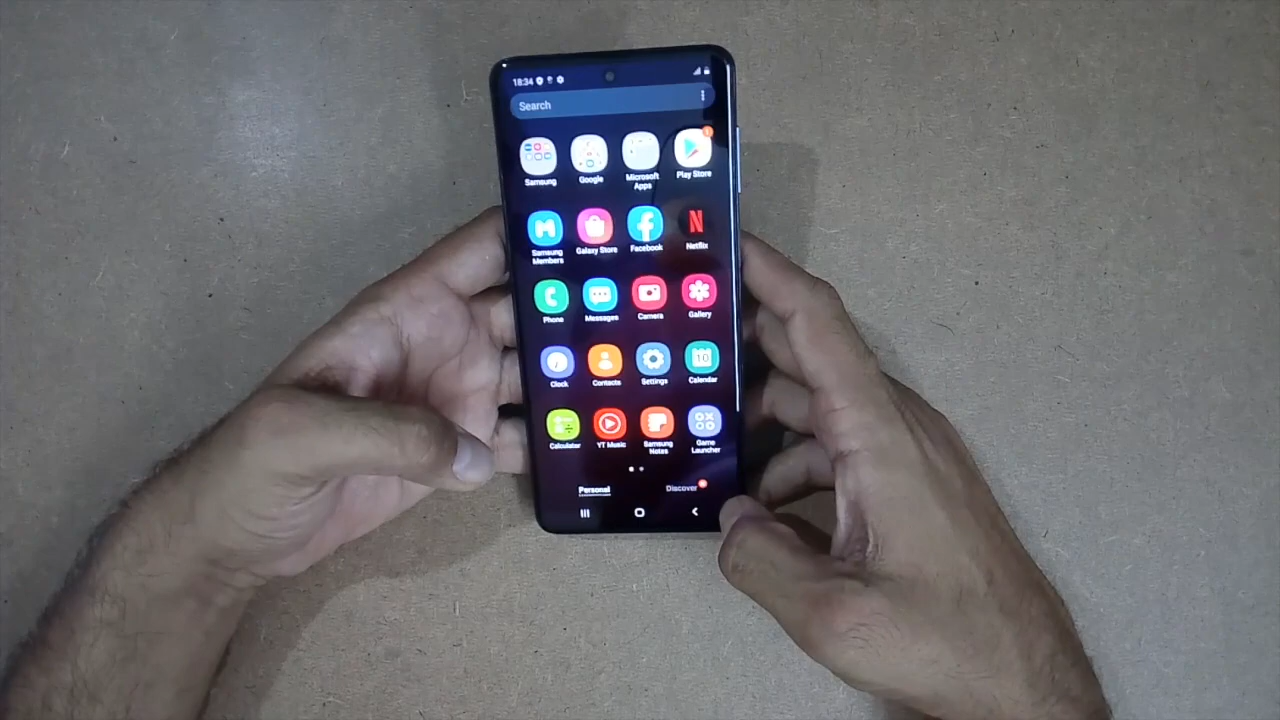 18:34
Search
Samsung Google Microsoft Apps Play Store
Samsung Members Galaxy Store Facebook Netflix
Phone Messages Camera Gallery
10
Clock Contacts Settings Calendar
Calculator YT Music Samsung Notes Game Launcher
Personal Discover